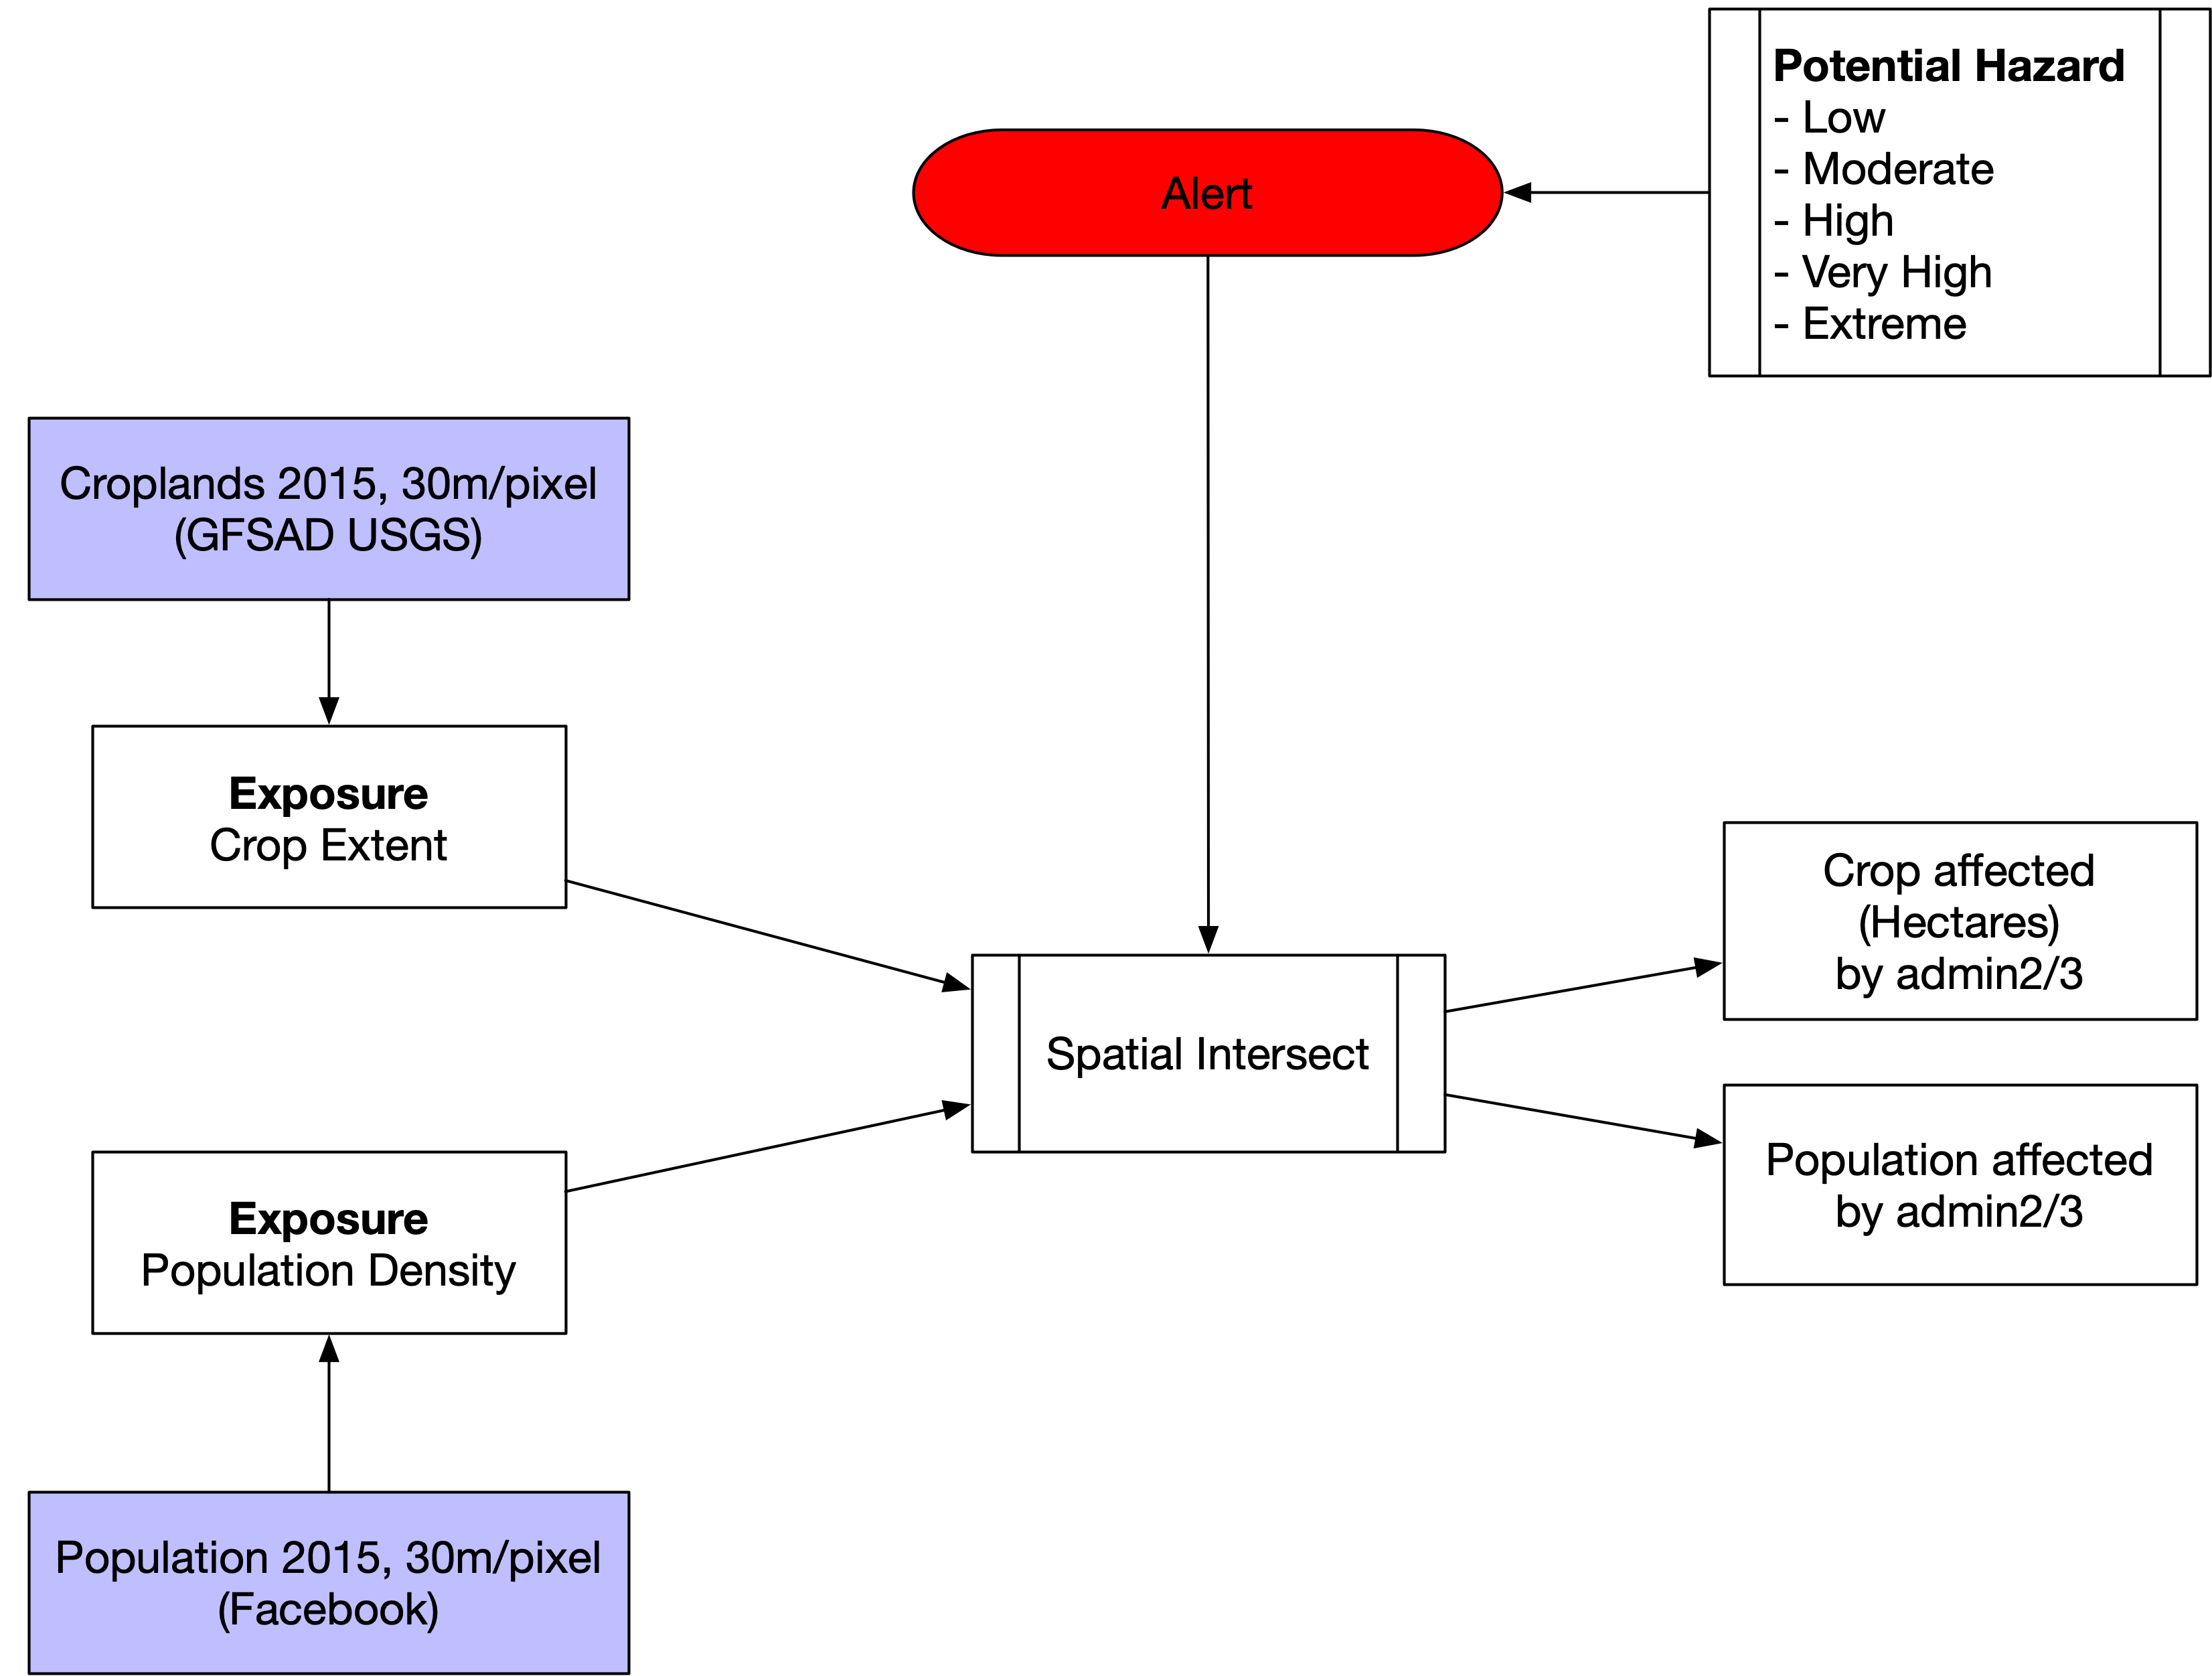 Potential Hazard
- Low
- Moderate
- High
- Very High
- Extreme
Alert
Croplands 2015, 30m/pixel
(GFSAD USGS)
Exposure
Crop Extent
Crop affected
(Hectares)
by admin2/3
Spatial Intersect
Population affected
by admin2/3
Exposure
Population Density
Population 2015, 30m/pixel
(Facebook)